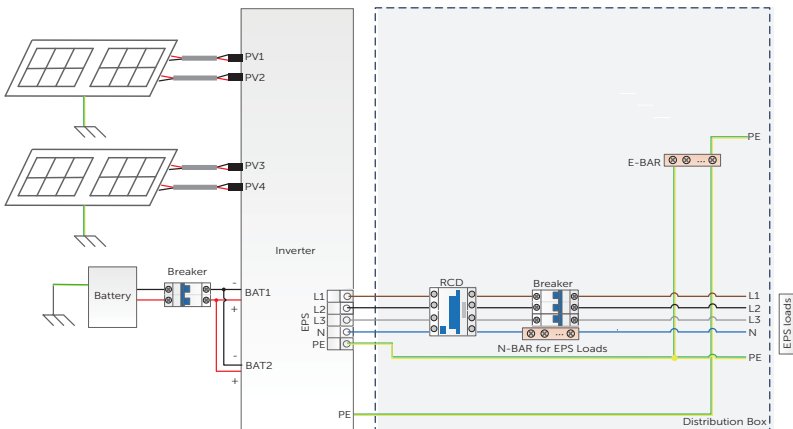 PV1
PV2
PE
E-BAR ...
PV3
PV4
Inverter
Breaker
RCD
Breaker
Battery
-
BAT1
+
EPS
L1
L2
L3
N
PE
L1
L2
L3
N
PE
EPS loads
...
N-BAR for EPS Loads
-
BAT2
+
PE
Distribution Box